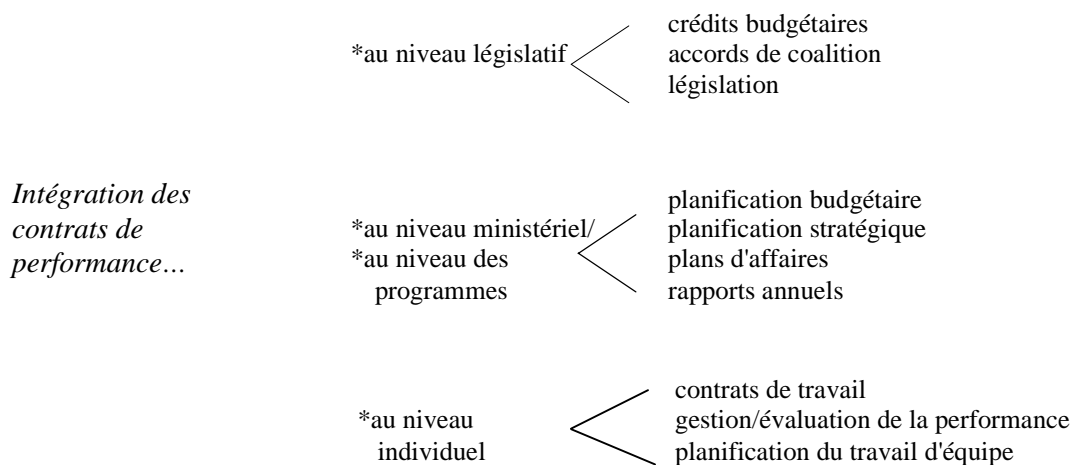 *au niveau législatif
crédits budgétaires
accords de coalition
législation
Intégration des
contrats de
performance…
*au niveau ministériel/
*au niveau des
programmes
planification budgétaire
planification stratégique
plans d'affaires
rapports annuels
*au niveau
individuel
contrats de travail
gestion/évaluation de la performance
planification du travail d'équipe